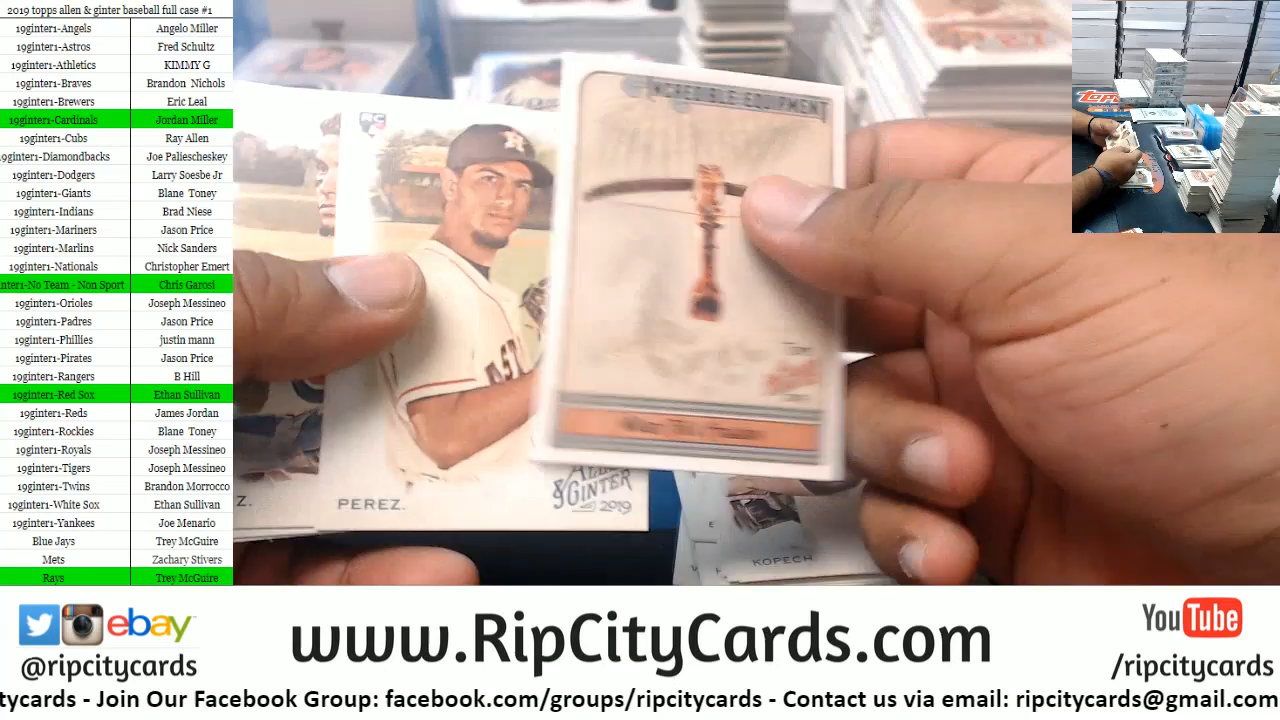 2019 topps allen & ginter baseball full case #1
19ginter1-Angels Angelo Miller
19ginter1-Astros Fred Schultz
19ginter1-Athletics KIMMY G
19ginter1-Braves Brandon Nichols
19ginter1-Brewers Eric Leal
19ginter1-Cardinals Jordan Miller
19ginter1-Cubs Ray Allen
19ginter1-Diamondbacks Joe Paliescheskey
19ginter1-Dodgers Larry Soesbe Jr
19ginter1-Giants Blane Toney
19ginter1-Indians Brad Niese
19ginter1-Mariners Jason Price
19ginter1-Marlins Nick Sanders
19ginter1-Nationals Christopher Emert
nter1-No Team - Non Sport Chris Garosi
19ginter1-Orioles Joseph Messineo
19ginter1-Padres Jason Price
19ginter1-Phillies justin mann
19ginter1-Pirates Jason Price
19ginter1-Rangers B Hill
19ginter1-Red Sox Ethan Sullivan
19ginter1-Reds James Jordan
19ginter1-Rockies Blane Toney
19ginter1-Royals Joseph Messineo
19ginter1-Tigers Joseph Messineo
19ginter1-Twins Brandon Morrocco
19ginter1-White Sox Ethan Sullivan
19ginter1-Yankees Joe Menario
Blue Jays Trey McGuire
Mets Zachary Stivers
Rays Trey McGuire
RC
EQUIPMENT
PEREZ.
ALLEN
& GINTER
2019
Z.
E
KOPECH
Topps
ebay
@ripcitycards
www.RipCityCards.com
YouTube
/ripcitycards
tycards - Join Our Facebook Group: facebook.com/groups/ripcitycards - Contact us via email: ripcitycards@gmail.com